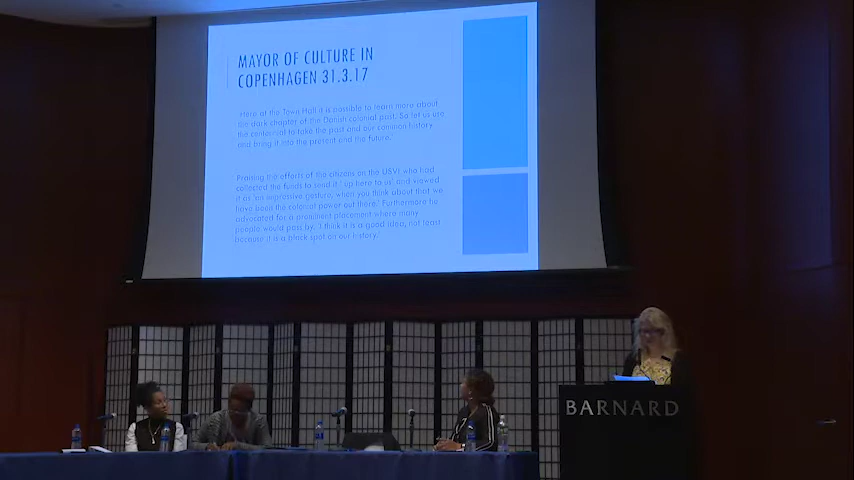 MAYOR OF CULTURE IN
COPENHAGEN 31.3.17
'Here at the Town Hall it is possible to learn more about
the dark chapter of the Danish colonial past. So let us use
the centennial to take the past and our common history
and bring it into the present and the future.'
Praising the efforts of the citizens on the USVI who had
collected the funds to send it ' up here to us' and viewed
it as 'an impressive gesture, when you think about that we
have been the colonial power out there.' Furthermore he
advocated for a prominent placement where many
people would pass by. 'I think it is a good idea, not least
because it is a black spot on our history.'
BARNARD